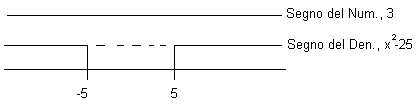 Segno del Num., 3
Segno del Den., x²-25
-5
5